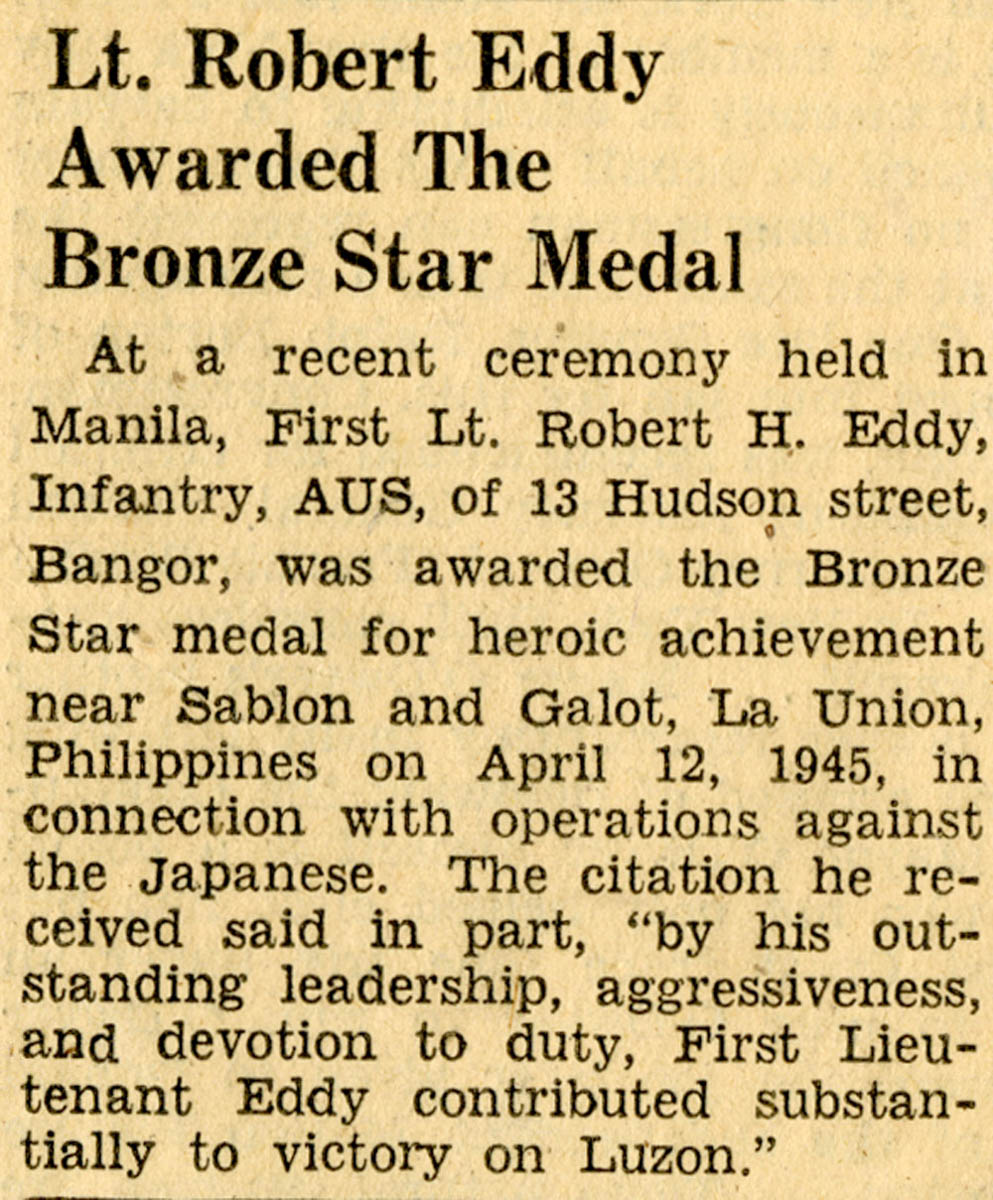 Lt. Robert Eddy
Awarded The
Bronze Star Medal
At a recent ceremony held in
Manila, First Lt. Robert H. Eddy,
Infantry, AUS, of 13 Hudson street,
Bangor, was awarded the Bronze
Star medal for heroic achievement
near Sablon and Galot, La Union,
Philippines on April 12, 1945, in
connection with operations against
the Japanese. The citation he re-
ceived said in part, “by his out-
standing leadership, aggressiveness,
and devotion to duty, First Lieu-
tenant Eddy contributed substan-
tially to victory on Luzon.”